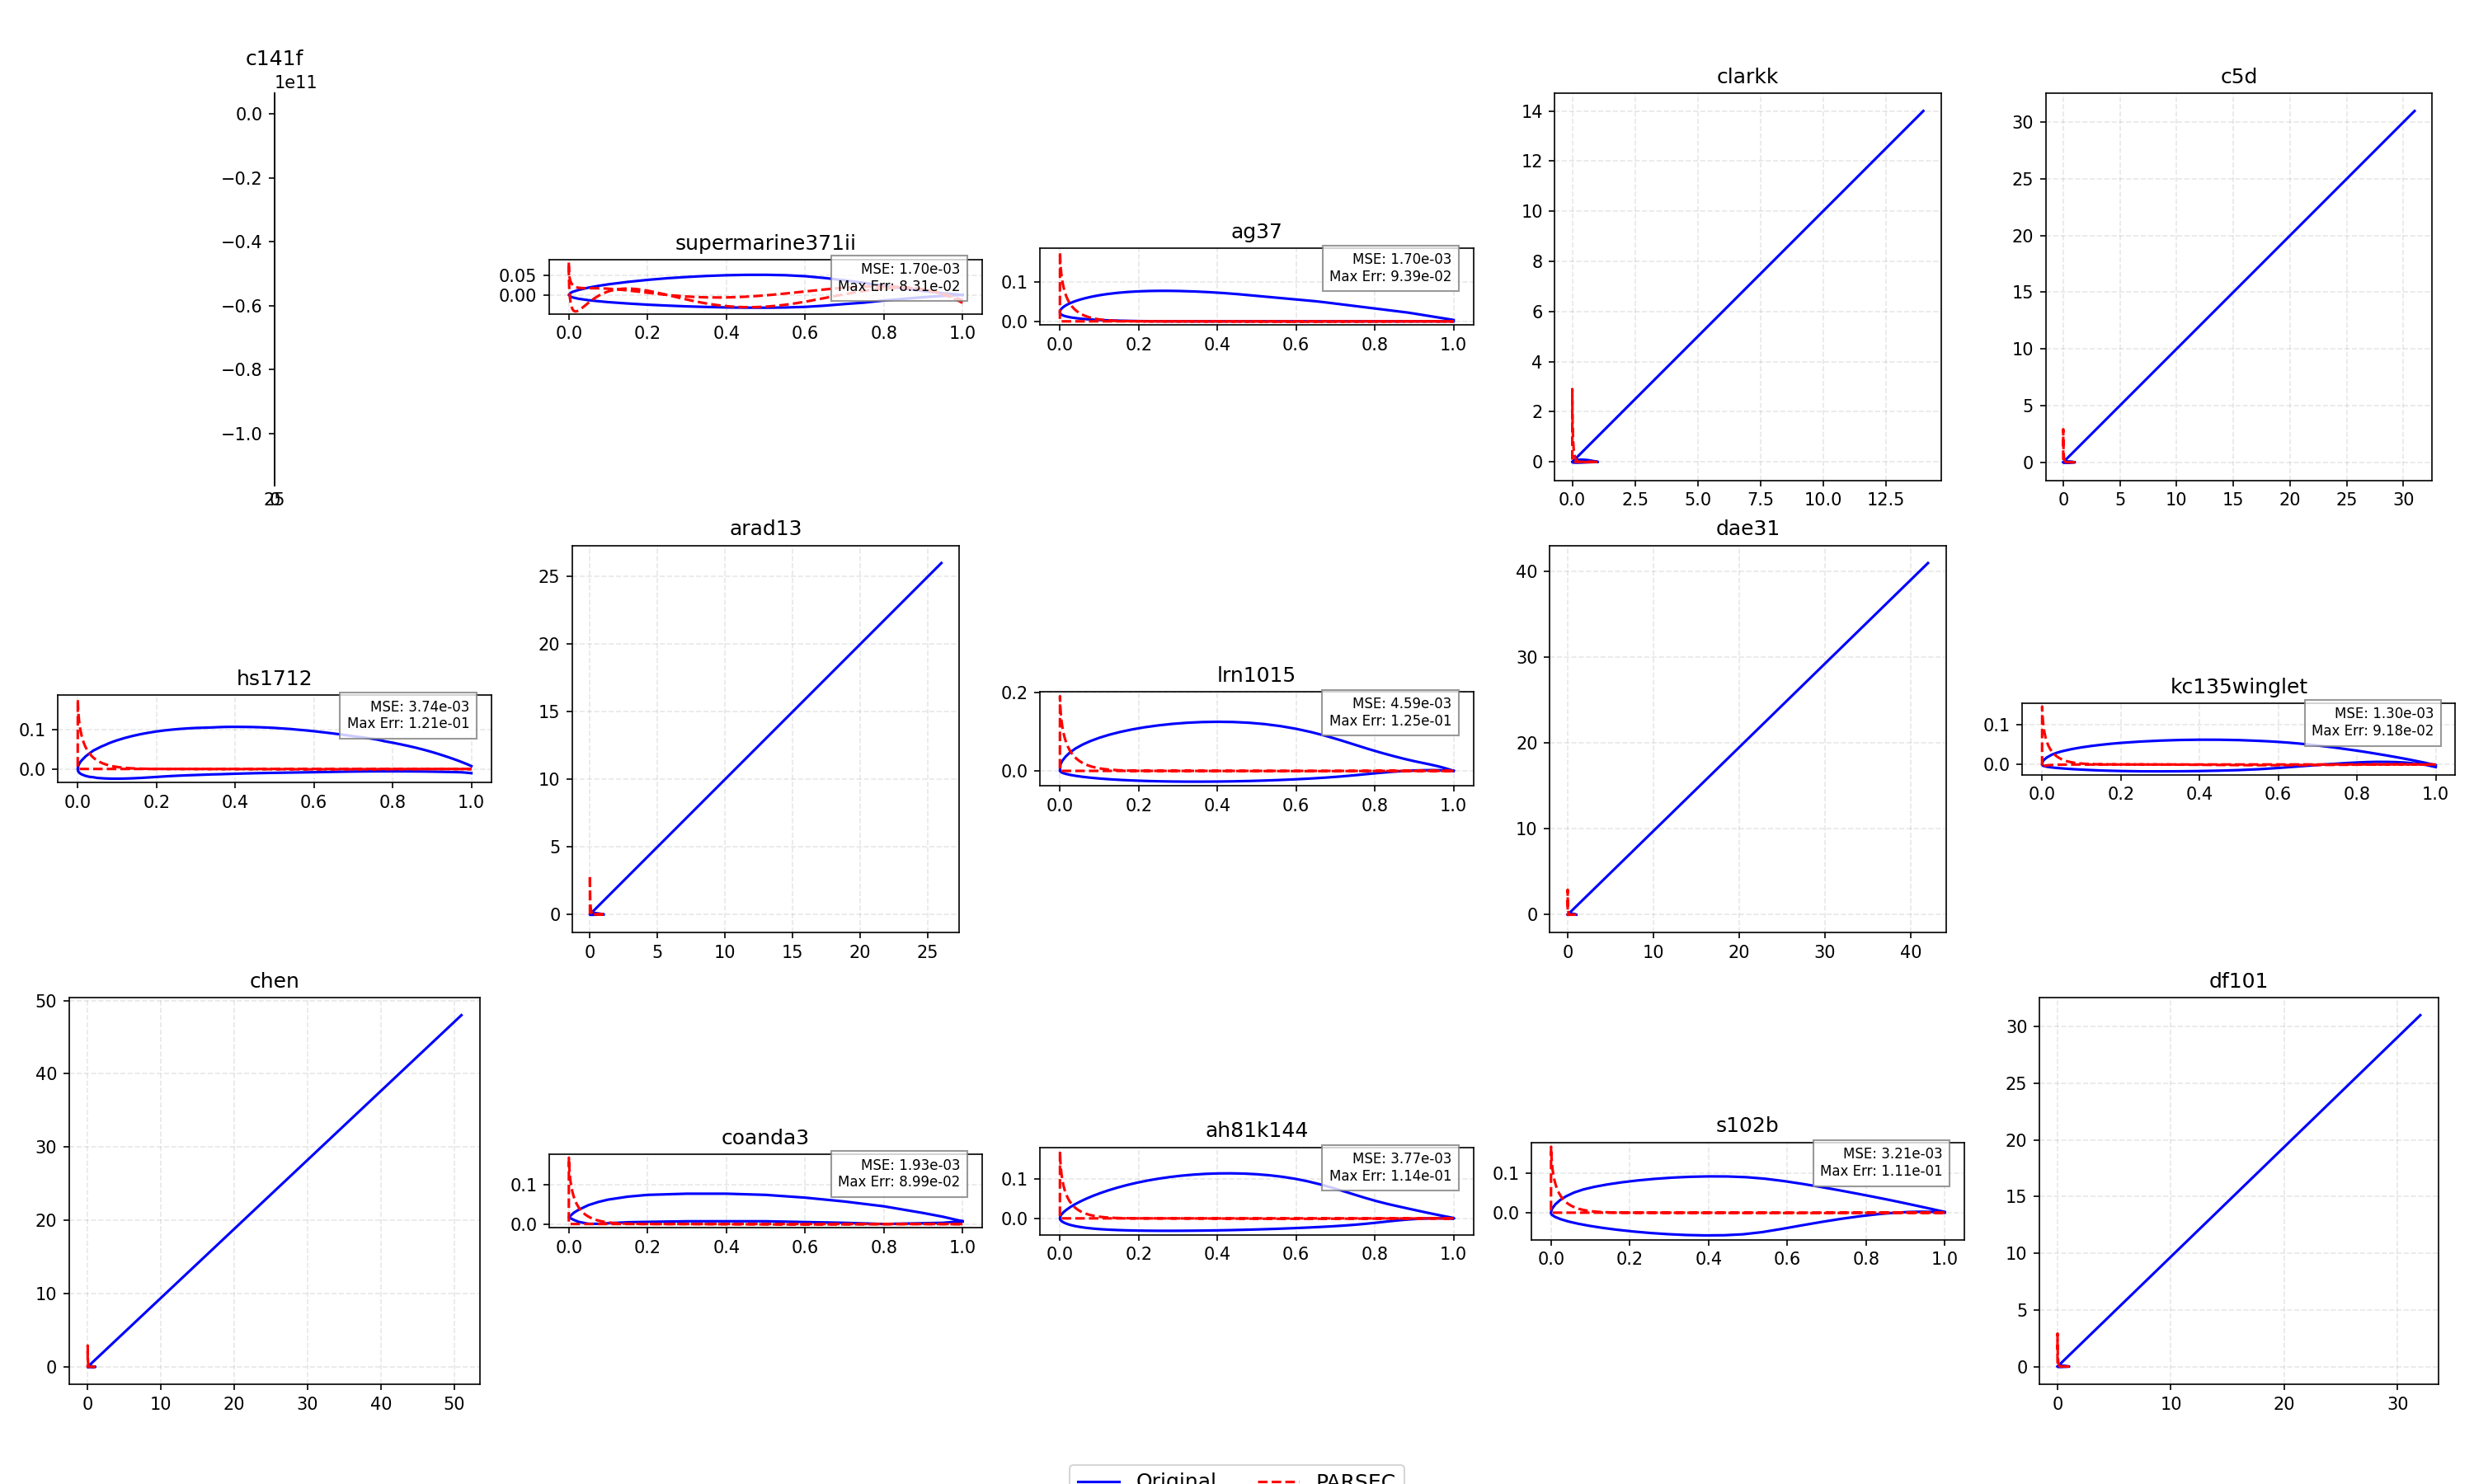 c141f
1e11
0.0
−0.2
−0.4
−0.6
−0.8
−1.0
supermarine371ii
0.05
0.00
MSE: 1.70e-03
Max Err: 8.31e-02
0.0 0.2 0.4 0.6 0.8 1.0
ag37
0.1
0.0
MSE: 1.70e-03
Max Err: 9.39e-02
0.0 0.2 0.4 0.6 0.8 1.0
clarkk
14
12
10
8
6
4
2
0
0.0 2.5 5.0 7.5 10.0 12.5
c5d
30
25
20
15
10
5
0
0 5 10 15 20 25 30
hs1712
0.1
0.0
MSE: 3.74e-03
Max Err: 1.21e-01
0.0 0.2 0.4 0.6 0.8 1.0
arad13
25
20
15
10
5
0
0 5 10 15 20 25
lrn1015
0.2
0.0
MSE: 4.59e-03
Max Err: 1.25e-01
0.0 0.2 0.4 0.6 0.8 1.0
dae31
40
30
20
10
0
0 10 20 30 40
kc135winglet
0.1
0.0
MSE: 1.30e-03
Max Err: 9.18e-02
0.0 0.2 0.4 0.6 0.8 1.0
chen
50
40
30
20
10
0
0 10 20 30 40 50
coanda3
0.1
0.0
MSE: 1.93e-03
Max Err: 8.99e-02
0.0 0.2 0.4 0.6 0.8 1.0
ah81k144
0.1
0.0
MSE: 3.77e-03
Max Err: 1.14e-01
0.0 0.2 0.4 0.6 0.8 1.0
s102b
0.1
0.0
MSE: 3.21e-03
Max Err: 1.11e-01
0.0 0.2 0.4 0.6 0.8 1.0
df101
30
25
20
15
10
5
0
0 10 20 30
Original PARSEC